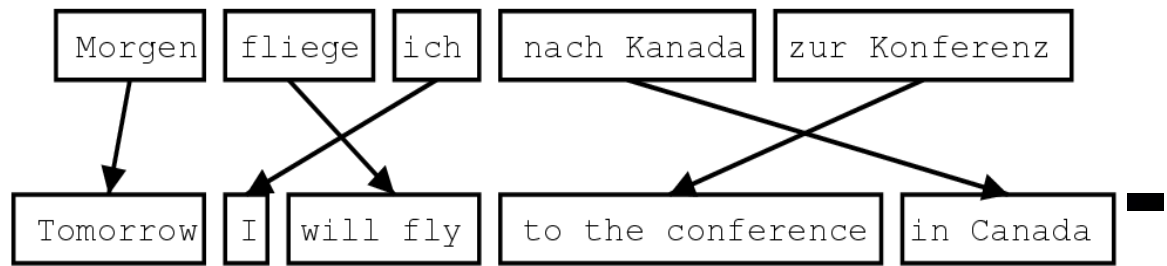 Morgen fliege ich nach Kanada zur Konferenz
Tomorrow I will fly to the conference in Canada